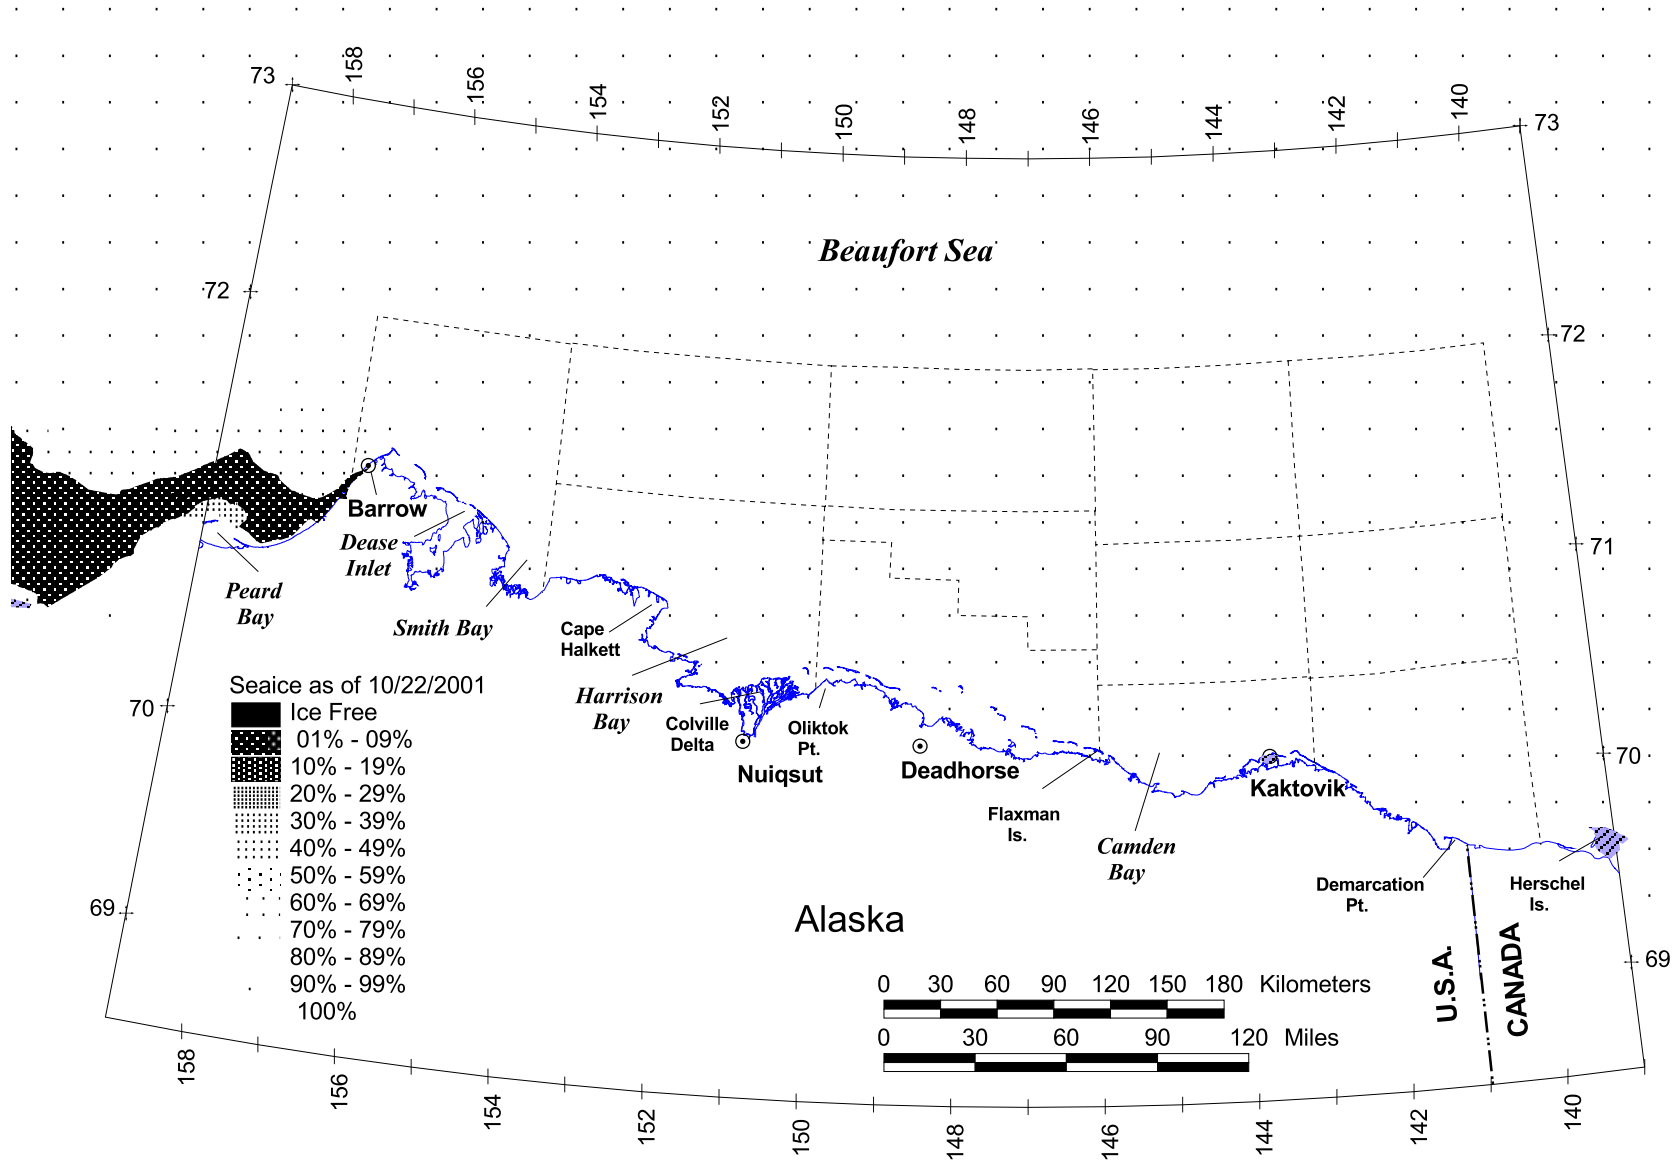 158
156
154
152
150
148
146
144
142
140
73
73
Beaufort Sea
72
72
Barrow
Dease
Inlet
71
Peard
Bay
Smith Bay
Cape
Halkett
Harrison
Bay
Seaice as of 10/22/2001
Ice Free
01% - 09%
10% - 19%
20% - 29%
30% - 39%
40% - 49%
50% - 59%
60% - 69%
70% - 79%
80% - 89%
90% - 99%
100%
70
Colville
Delta
Oliktok
Pt.
Nuiqsut
Deadhorse
Kaktovik
70
Flaxman
Is.
Camden
Bay
Demarcation
Pt.
Herschel
Is.
69
Alaska
U.S.A.
CANADA
69
0 30 60 90 120 150 180 Kilometers
0 30 60 90 120 Miles
158
156
154
152
150
148
146
144
142
140